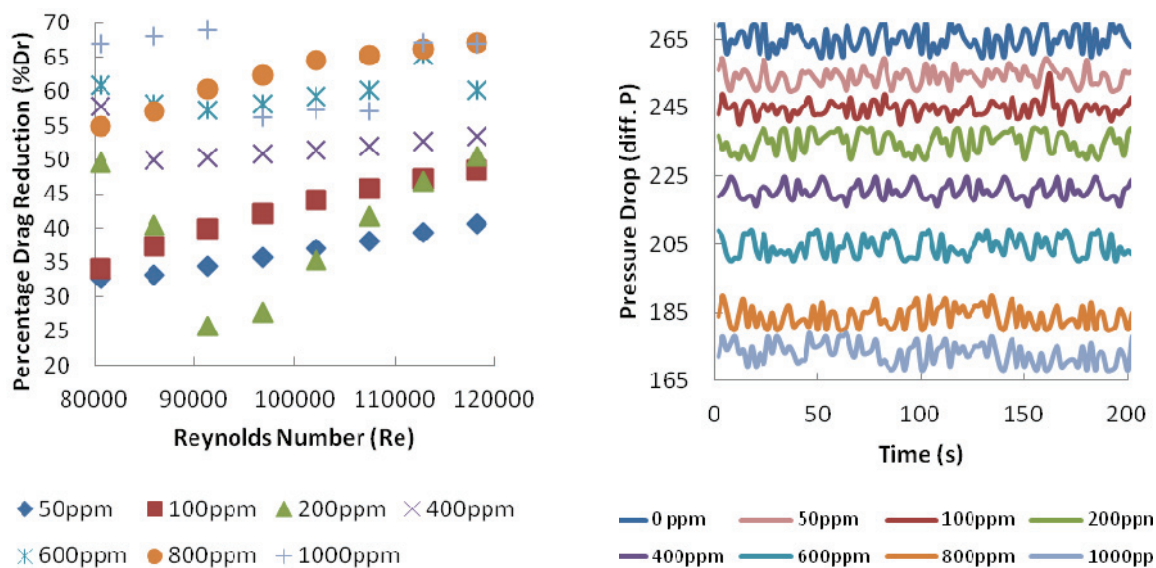 Percentage Drag Reduction (%Dr)
70
65
60
55
50
45
40
35
30
25
20
80000 90000 100000 110000 120000
Reynolds Number (Re)
50ppm 100ppm 200ppm 400ppm
600ppm 800ppm 1000ppm
Pressure Drop (diff. P)
265
245
225
205
185
165
0 50 100 150 200
Time (s)
0 ppm 50ppm 100ppm 200ppn
400ppm 600ppm 800ppm 1000pp